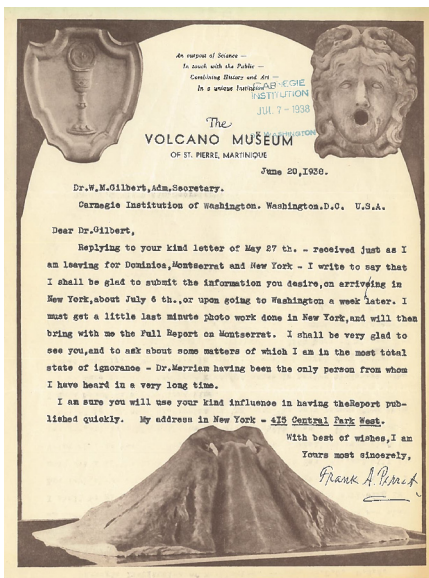 An outpost of Science —
In touch with the Public —
Combining History and Art —
In a unique
CARNEGIE
INSTITUTION
JUL 7 - 1938
WASHINGTON
The
VOLCANO MUSEUM
OF ST. PIERRE, MARTINIQUE
June 20,1938.
Dr.W.M.Gilbert,Adm.Secretary.
Carnegie Institution of Washington. Washington.D.C. U.S.A.
Dear Dr.Gilbert,
Replying to your kind letter of May 27 th. - received just as I
am leaving for Dominica,Montserrat and New York - I write to say that
I shall be glad to submit the information you desire,on arriving in
New York,about July 6 th.,or upon going to Washington a week later. I
must get a little last minute photo work done in New York,and will then
bring with me the Full Report on Montserrat. I shall be very glad to
see you,and to ask about some matters of which I am in the most total
state of ignorance - Dr.Merriam having been the only person from whom
I have heard in a very long time.
I am sure you will use your kind influence in having theReport pub-
lished quickly. My address in New York - 415 Central Park West.
With best of wishes,I am
Yours most sincerely,
Frank A. Perret